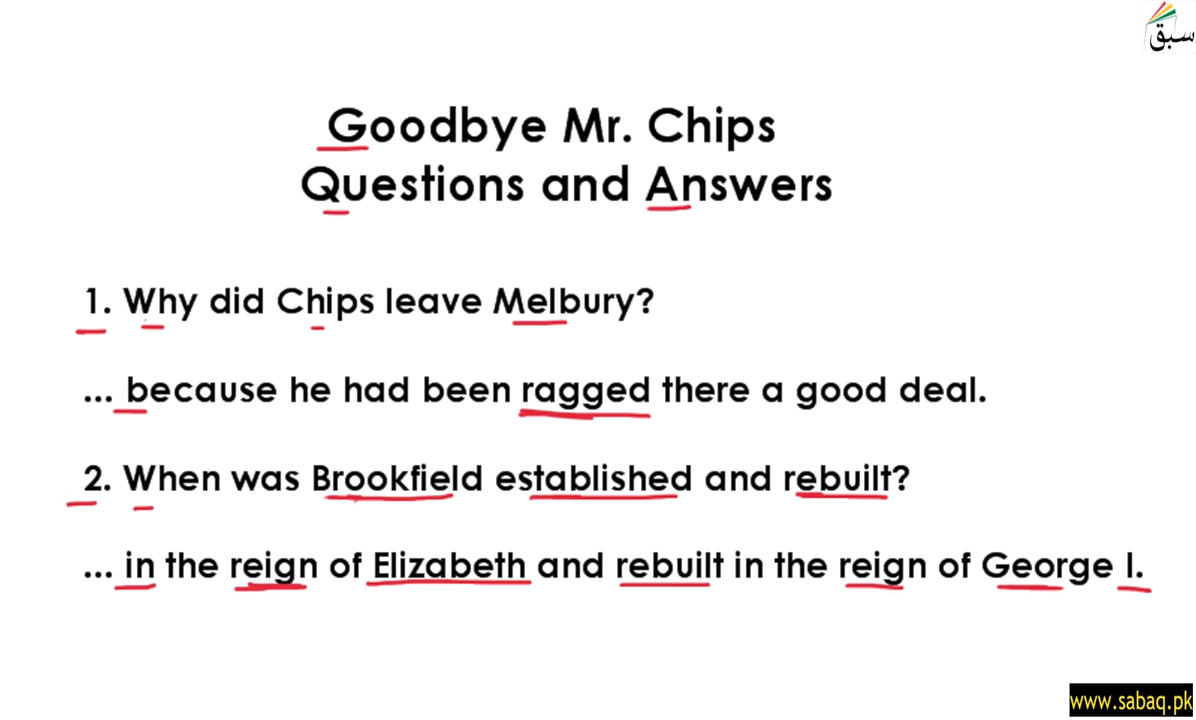 سبق
Goodbye Mr. Chips
Questions and Answers
1. Why did Chips leave Melbury?
... because he had been ragged there a good deal.
2. When was Brookfield established and rebuilt?
... in the reign of Elizabeth and rebuilt in the reign of George I.
www.sabaq.pk